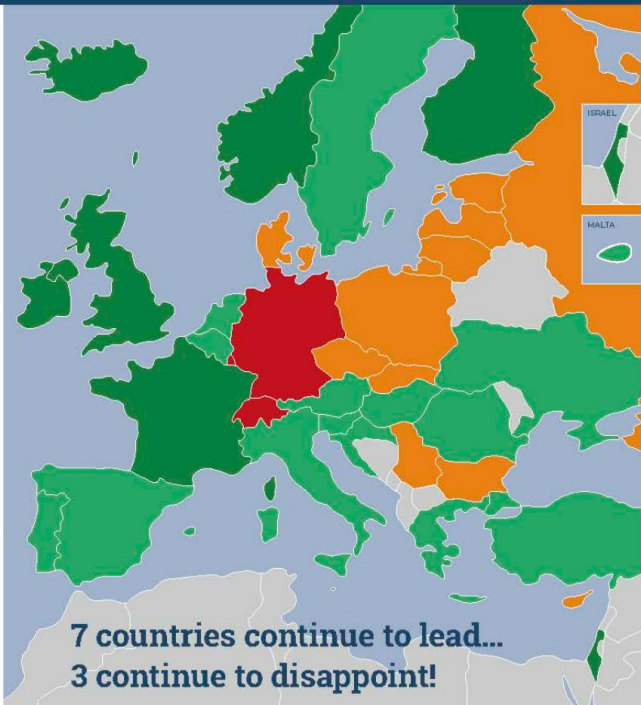 ISRAEL
MALTA
7 countries continue to lead...
3 continue to disappoint!